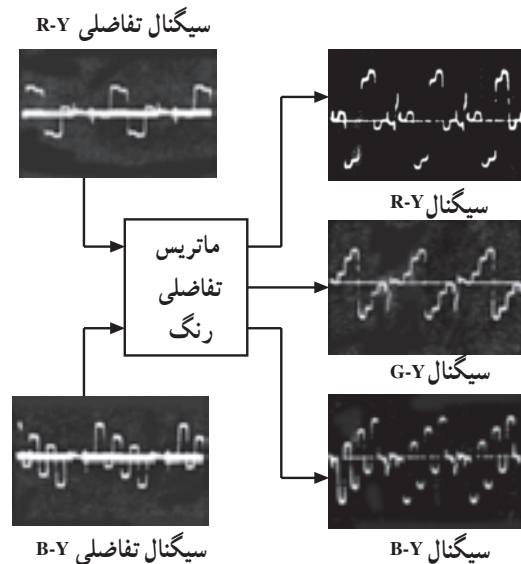 سیگنال تفاضلی R-Y
سیگنال R-Y
ماتریس
تفاضلی
رنگ
سیگنال G-Y
سیگنال تفاضلی B-Y
سیگنال B-Y